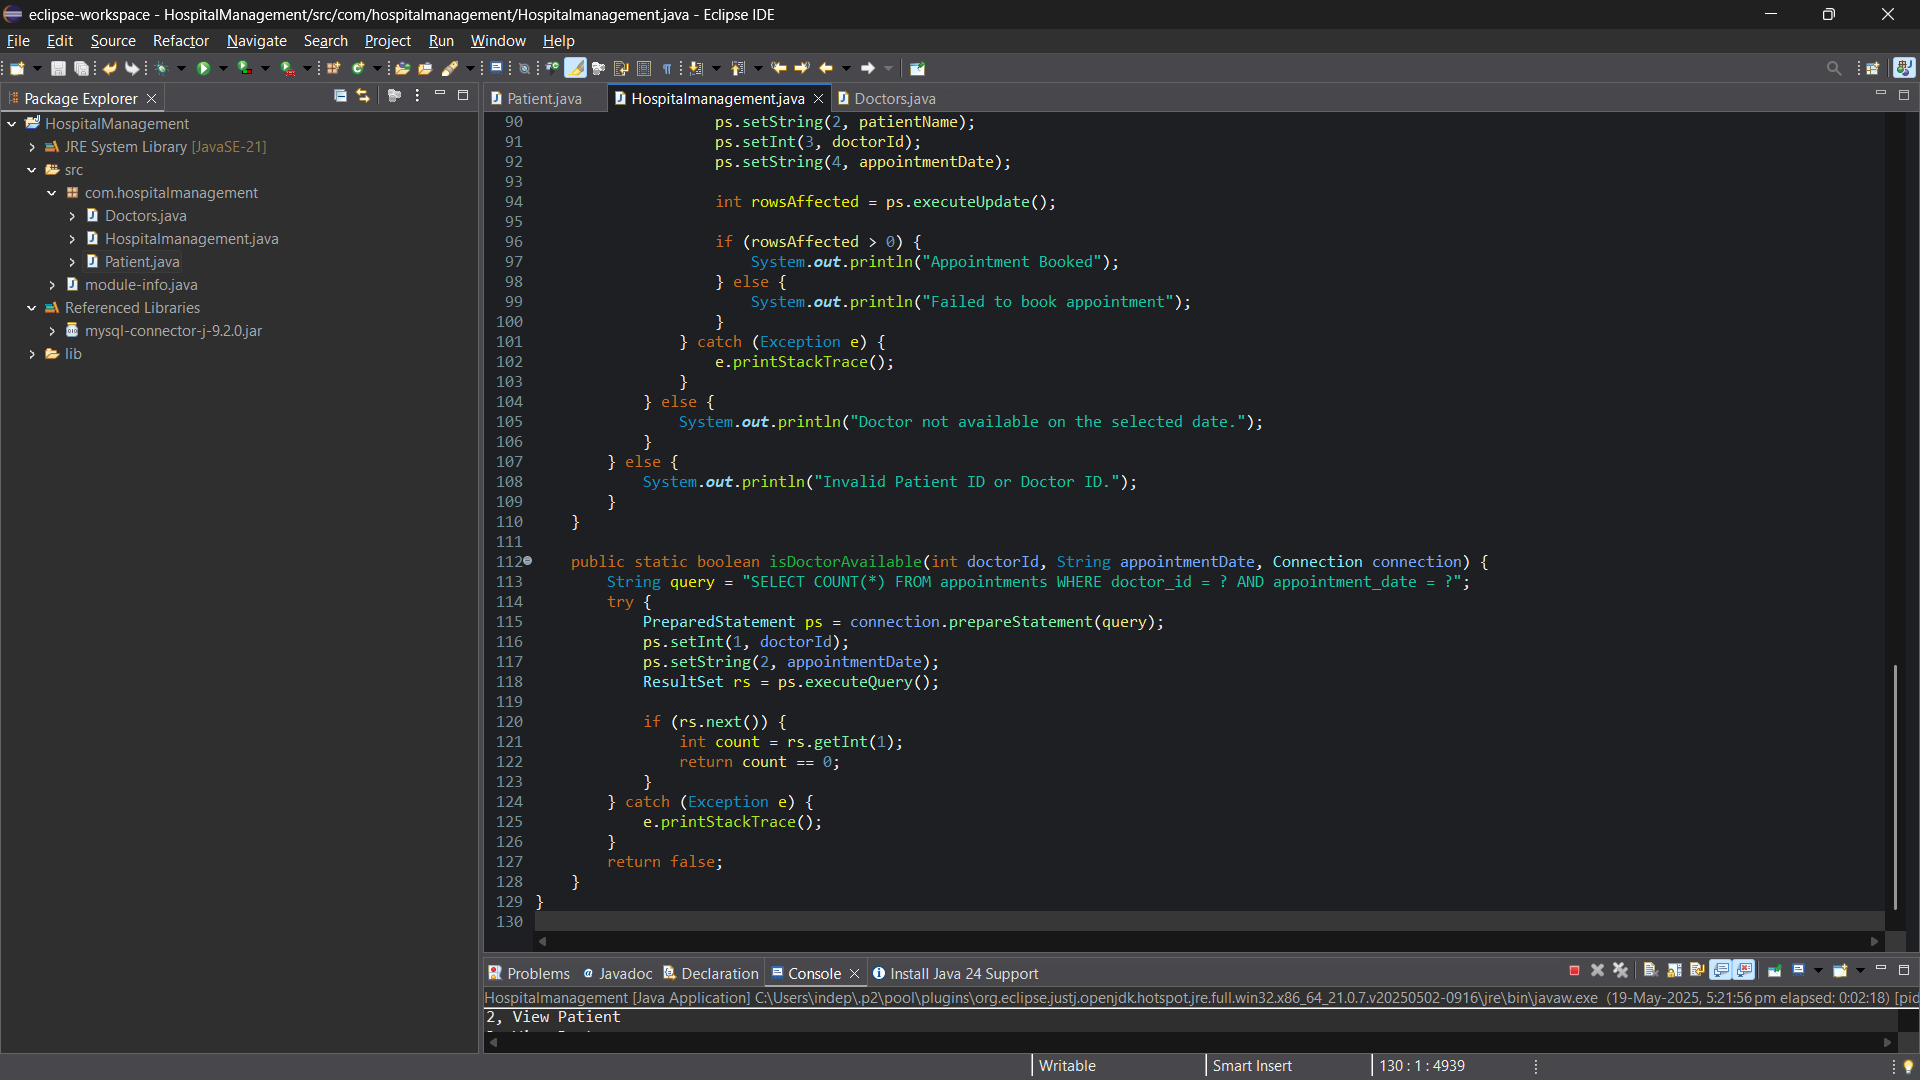 eclipse-workspace - HospitalManagement/src/com/hospitalmanagement/Hospitalmanagement.java - Eclipse IDE
File Edit Source Refactor Navigate Search Project Run Window Help
Package Explorer
HospitalManagement
JRE System Library [JavaSE-21]
src
com.hospitalmanagement
Doctors.java
Hospitalmanagement.java
Patient.java
module-info.java
Referenced Libraries
mysql-connector-j-9.2.0.jar
lib
Patient.java Hospitalmanagement.java Doctors.java
90 ps.setString(2, patientName);
91 ps.setInt(3, doctorId);
92 ps.setString(4, appointmentDate);
93
94 int rowsAffected = ps.executeUpdate();
95
96 if (rowsAffected > 0) {
97 System.out.println("Appointment Booked");
98 } else {
99 System.out.println("Failed to book appointment");
100 }
101 } catch (Exception e) {
102 e.printStackTrace();
103 }
104 } else {
105 System.out.println("Doctor not available on the selected date.");
106 }
107 } else {
108 System.out.println("Invalid Patient ID or Doctor ID.");
109 }
110 }
111
112 public static boolean isDoctorAvailable(int doctorId, String appointmentDate, Connection connection) {
113 String query = "SELECT COUNT(*) FROM appointments WHERE doctor_id = ? AND appointment_date = ?";
114 try {
115 PreparedStatement ps = connection.prepareStatement(query);
116 ps.setInt(1, doctorId);
117 ps.setString(2, appointmentDate);
118 ResultSet rs = ps.executeQuery();
119
120 if (rs.next()) {
121 int count = rs.getInt(1);
122 return count == 0;
123 }
124 } catch (Exception e) {
125 e.printStackTrace();
126 }
127 return false;
128 }
129 }
130
Problems Javadoc Declaration Console Install Java 24 Support
Hospitalmanagement [Java Application] C:\Users\indep\.p2\pool\plugins\org.eclipse.justj.openjdk.hotspot.jre.full.win32.x86_64_21.0.7.v20250502-0916\jre\bin\javaw.exe (19-May-2025, 5:21:56 pm elapsed: 0:02:18) [pid
2, View Patient
Writable Smart Insert 130 : 1 : 4939